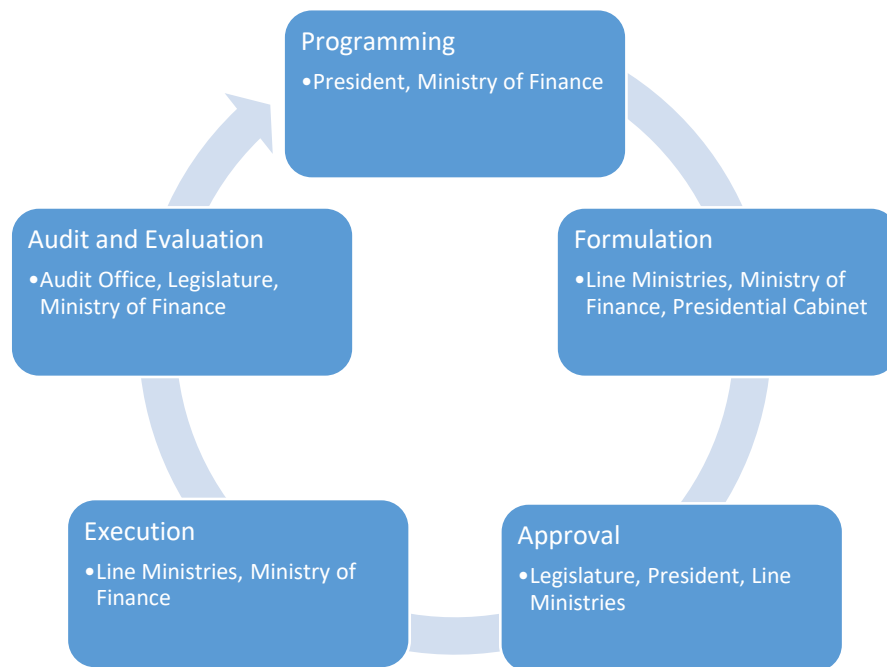 Programming
•President, Ministry of Finance
Formulation
•Line Ministries, Ministry of
Finance, Presidential Cabinet
Approval
•Legislature, President, Line
Ministries
Execution
•Line Ministries, Ministry of
Finance
Audit and Evaluation
•Audit Office, Legislature,
Ministry of Finance